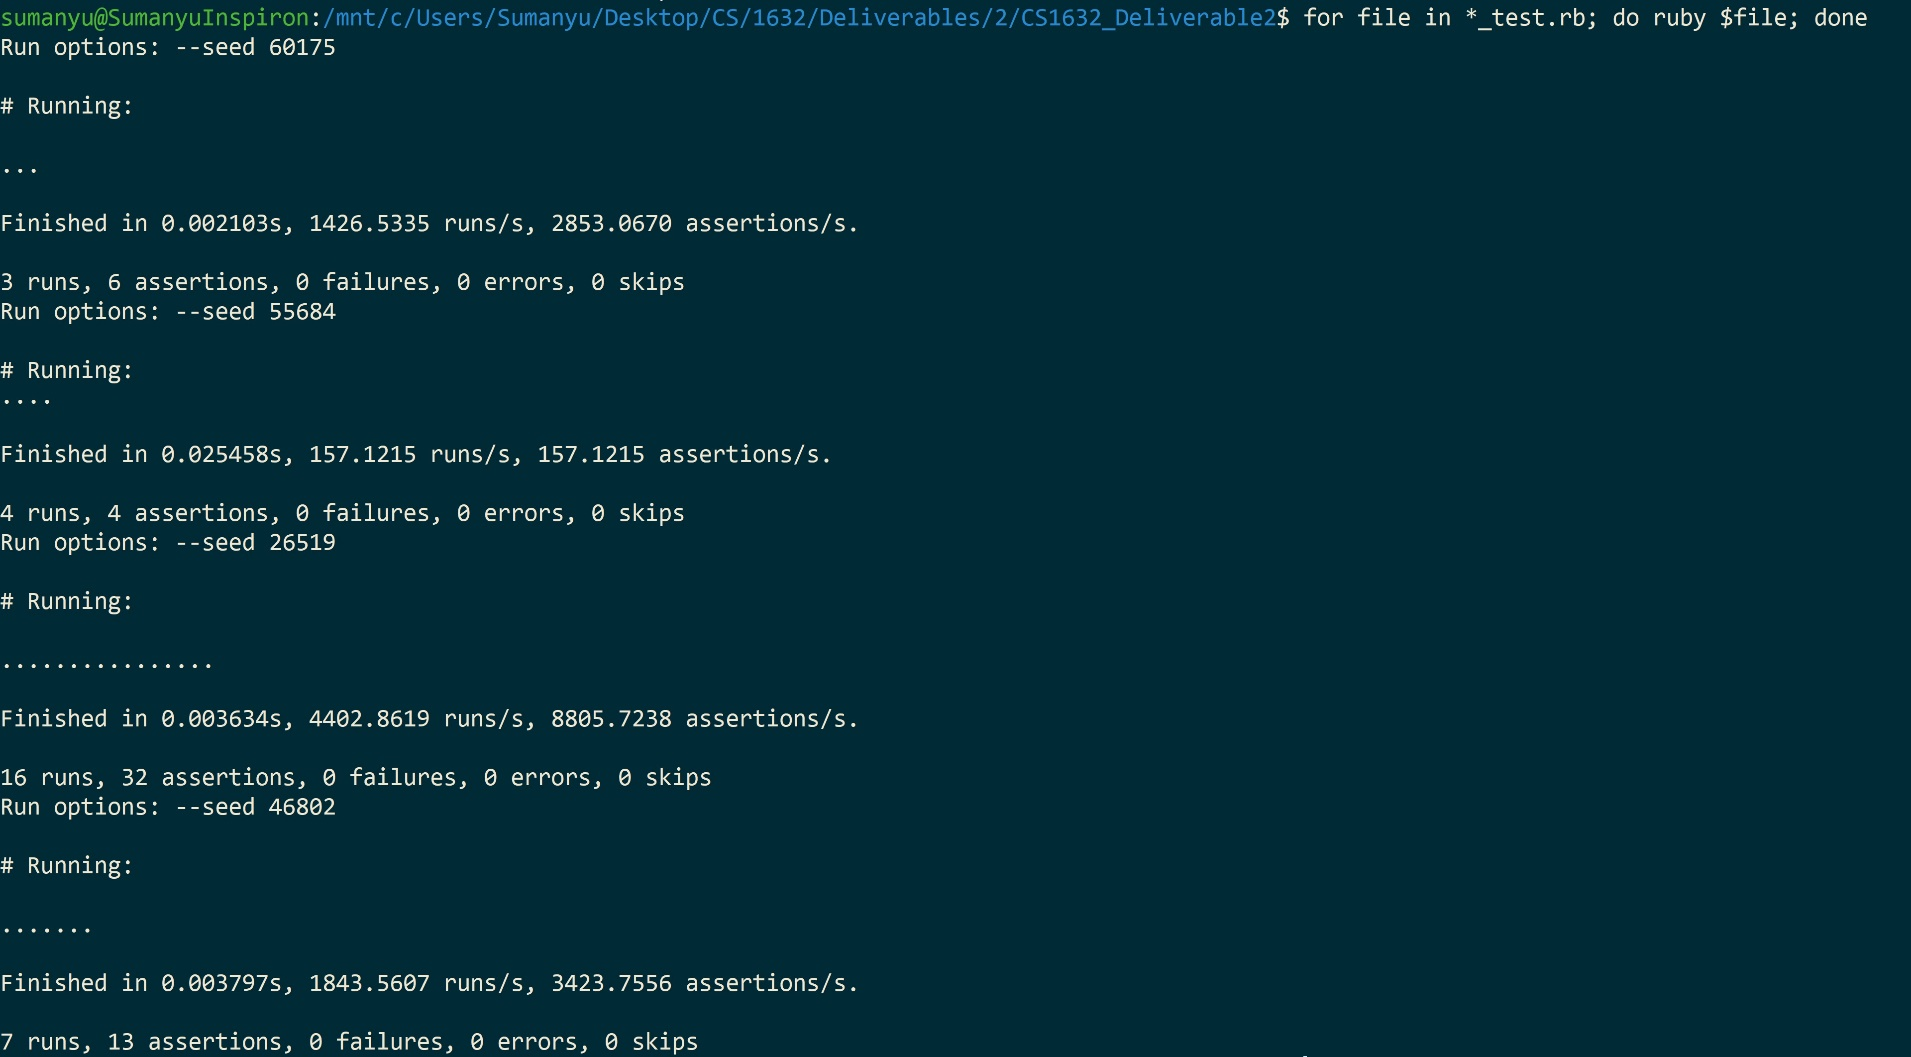 sumanyu@SumanyuInspiron:/mnt/c/Users/Sumanyu/Desktop/CS/1632/Deliverables/2/CS1632_Deliverable2$ for file in *_test.rb; do ruby $file; done
Run options: --seed 60175
# Running:
...
Finished in 0.002103s, 1426.5335 runs/s, 2853.0670 assertions/s.
3 runs, 6 assertions, 0 failures, 0 errors, 0 skips
Run options: --seed 55684
# Running:
....
Finished in 0.025458s, 157.1215 runs/s, 157.1215 assertions/s.
4 runs, 4 assertions, 0 failures, 0 errors, 0 skips
Run options: --seed 26519
# Running:
................
Finished in 0.003634s, 4402.8619 runs/s, 8805.7238 assertions/s.
16 runs, 32 assertions, 0 failures, 0 errors, 0 skips
Run options: --seed 46802
# Running:
.......
Finished in 0.003797s, 1843.5607 runs/s, 3423.7556 assertions/s.
7 runs, 13 assertions, 0 failures, 0 errors, 0 skips